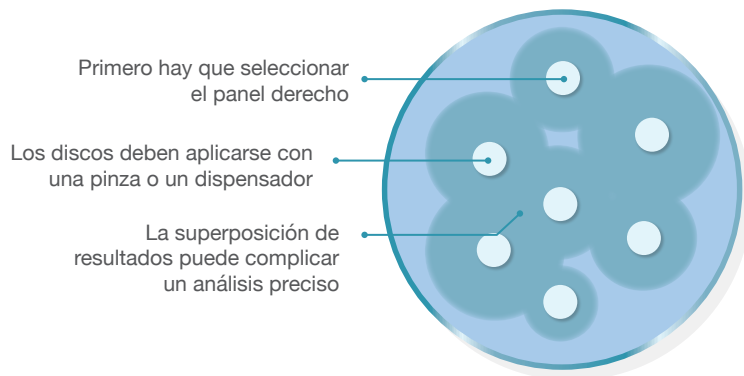 Primero hay que seleccionar
el panel derecho
Los discos deben aplicarse con
una pinza o un dispensador
La superposición de
resultados puede complicar
un análisis preciso